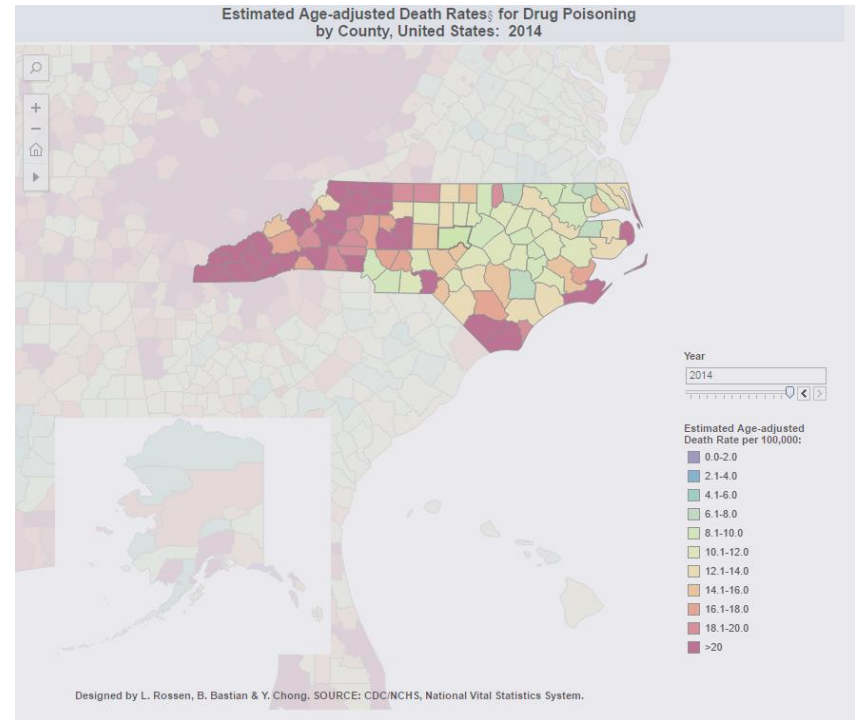 Estimated Age-adjusted Death Rates§ for Drug Poisoning
by County, United States: 2014
Year
2014
Estimated Age-adjusted
Death Rate per 100,000:
0.0-2.0
2.1-4.0
4.1-6.0
6.1-8.0
8.1-10.0
10.1-12.0
12.1-14.0
14.1-16.0
16.1-18.0
18.1-20.0
>20
Designed by L. Rossen, B. Bastian & Y. Chong. SOURCE: CDC/NCHS, National Vital Statistics System.